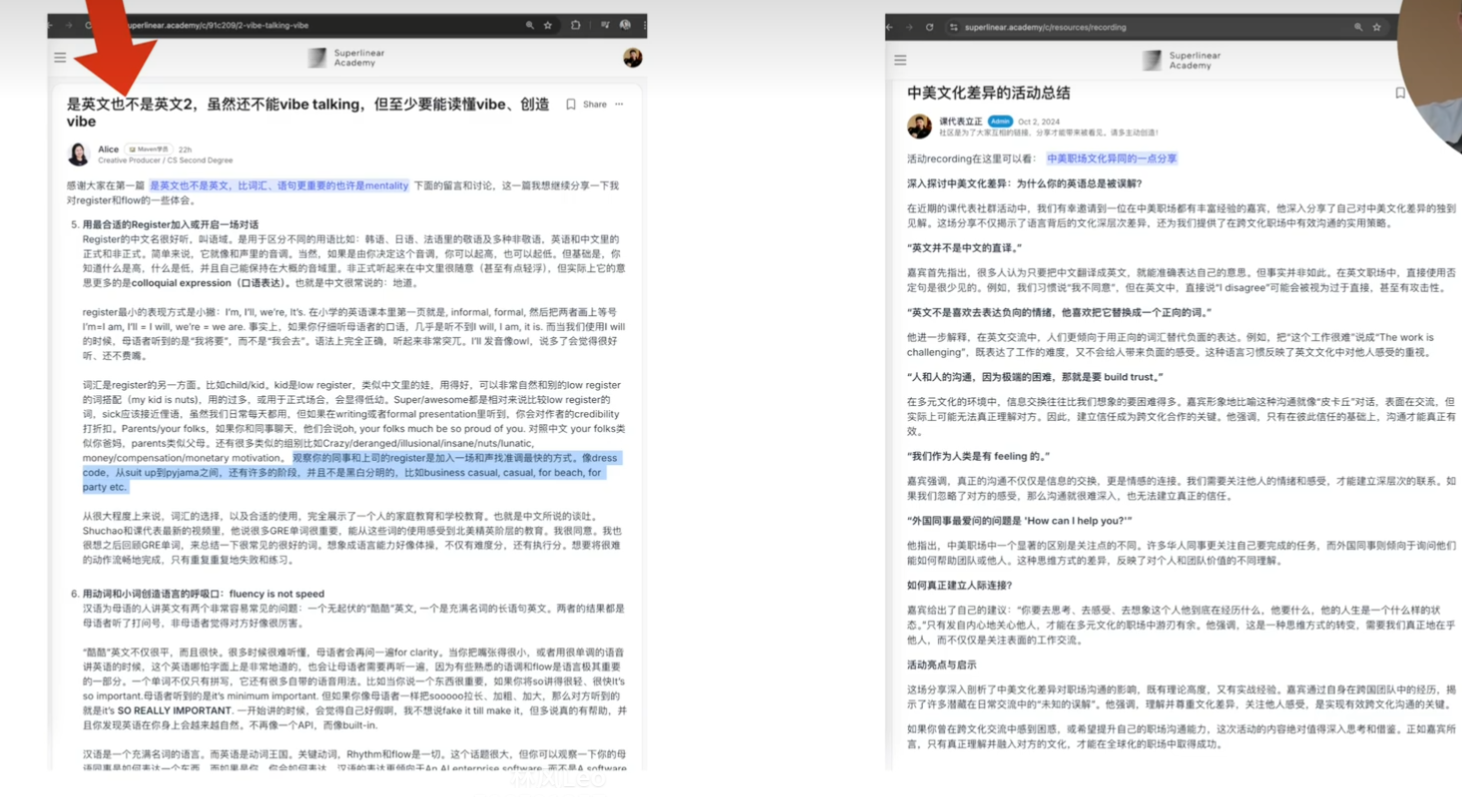 superlinear.academy/c/91c209/2-vibe-talking-vibe
Superlinear
Academy
是英文也不是英文2，虽然还不能vibe talking，但至少要能读懂vibe、创造
vibe
Share
Alice Maven学员 22h
Creative Producer / CS Second Degree
感谢大家在第一篇 是英文也不是英文，比词汇、语句更重要的也许是mentality 下面的留言和讨论，这一篇我想继续分享一下我
对register和flow的一些体会。
5. 用最合适的Register加入或开启一场对话
Register的中文名很好听，叫语域。是用于区分不同的用语比如：韩语、日语、法语里的敬语及多种非敬语，英语和中文里的
正式和非正式。简单来说，它就像和声里的音调。当然，如果是由你决定这个音调，你可以起高，也可以起低。但基础是，你
知道什么是高，什么是低，并且自己能保持在大概的音域里。非正式听起来在中文里很随意（甚至有点轻浮），但实际上它的意
思更多的是colloquial expression（口语表达）。也就是中文很常说的：地道。
register最小的表现方式是小撇：I'm, I'll, we're, It's. 在小学的英语课本里第一页就是, informal, formal, 然后把两者画上等号
I'm=I am, I'll = I will, we're = we are. 事实上，如果你仔细听母语者的口语，几乎是听不到I will, I am, it is. 而当我们使用I will
的时候，母语者听到的是"我将要"，而不是"我会去"。语法上完全正确，听起来非常突兀。I'll 发音像owl，说多了会觉得很好
听、还不费嘴。
词汇是register的另一方面。比如child/kid。kid是low register，类似中文里的娃，用得好，可以非常自然和别的low register
的词搭配（my kid is nuts)，用的过多，或用于正式场合，会显得低幼。Super/awesome都是相对来说比较low register的
词，sick应该接近俚语，虽然我们日常每天都用，但如果在writing或者formal presentation里听到，你会对作者的credibility
打折扣。Parents/your folks，如果你和同事聊天，他们会说oh, your folks much be so proud of you. 对照中文 your folks类
似你爸妈，parents类似父母。还有很多类似的组别比如Crazy/deranged/illusional/insane/nuts/lunatic,
money/compensation/monetary motivation。 观察你的同事和上司的register是加入一场和声找准调最快的方式。像dress
code，从suit up到pyjama之间，还有许多的阶段，并且不是黑白分明的，比如business casual, casual, for beach, for
party etc.
从很大程度上来说，词汇的选择，以及合适的使用，完全展示了一个人的家庭教育和学校教育。也就是中文所说的谈吐。
Shuchao和课代表最新的视频里，他说很多GRE单词很重要，能从这些词的使用感受到北美精英阶层的教育。我很同意。我也
很想之后回顾GRE单词，来总结一下很常见的很好的词。想象成语言能力好像体操，不仅有难度分，还有执行分。想要将很难
的动作流畅地完成，只有重复重复地失败和练习。
6. 用动词和小词创造语言的呼吸口：fluency is not speed
汉语为母语的人讲英文有两个非常容易常见的问题：一个无起伏的"酷酷"英文, 一个是充满名词的长语句英文。两者的结果都是
母语者听了打问号，非母语者觉得对方好像很厉害。
"酷酷"英文不仅很平，而且很快。很多时候很难听懂，母语者会再问一遍for clarity。当你把嘴张得很小，或者用很单调的语音
讲英语的时候，这个英语哪怕字面上是非常地道的，也会让母语者需要再听一遍，因为有些熟悉的语调和flow是语言极其重要
的一部分。一个单词不仅只有拼写，它还有很多自带的语音用法。比如当你说一个东西很重要，如果你将so讲得很轻、很快It's
so important.母语者听到的是it's minimum important. 但如果你像母语者一样把sooooo拉长、加粗、加大，那么对方听到的
就是it's SO REALLY IMPORTANT. 一开始讲的时候，会觉得自己好假啊，我不想说fake it till make it，但多说真的有帮助，并
且你发现英语在你身上会越来越自然，不再像一个API，而像built-in.
汉语是一个充满名词的语言，而英语是动词王国。关键动词，Rhythm和flow是一切。这个话题很大，但你可以观察一下你的母
superlinear.academy/c/resources/recording
Superlinear
Academy
中美文化差异的活动总结
课代表立正 Admin Oct 2, 2024
社区是为了大家互相的链接，分享才能带来被看见。请多主动创造！
活动recording在这里可以看： 中美职场文化异同的一点分享
深入探讨中美文化差异：为什么你的英语总是被误解？
在近期的课代表社群活动中，我们有幸邀请到一位在中美职场都有丰富经验的嘉宾，他深入分享了自己对中美文化差异的独到
见解。这场分享不仅揭示了语言背后的文化深层次差异，还为我们提供了在跨文化职场中有效沟通的实用策略。
"英文并不是中文的直译。"
嘉宾首先指出，很多人认为只要把中文翻译成英文，就能准确表达自己的意思。但事实并非如此。在英文职场中，直接使用否
定句是很少见的。例如，我们习惯说"我不同意"，但在英文中，直接说"I disagree"可能会被视为过于直接，甚至有攻击性。
"英文不是喜欢去表达负向的情绪，他喜欢把它替换成一个正向的词。"
他进一步解释，在英文交流中，人们更倾向于用正向的词汇替代负面的表达。例如，把"这个工作很难"说成"The work is
challenging"，既表达了工作的难度，又不会给人带来负面的感受。这种语言习惯反映了英文文化中对他人感受的重视。
"人和人的沟通，因为极端的困难，那就是要 build trust。"
在多元文化的环境中，信息交换往往比我们想象的要困难得多。嘉宾形象地比喻这种沟通就像"皮卡丘"对话，表面在交流，但
实际上可能无法真正理解对方。因此，建立信任成为跨文化合作的关键。他强调，只有在彼此信任的基础上，沟通才能真正有
效。
"我们作为人类是有 feeling 的。"
嘉宾强调，真正的沟通不仅仅是信息的交换，更是情感的连接。我们需要关注他人的情绪和感受，才能建立深层次的联系。如
果我们忽略了对方的感受，那么沟通就很难深入，也无法建立真正的信任。
"外国同事最爱问的问题是 'How can I help you?'"
他指出，中美职场中一个显著的区别是关注点的不同。许多华人同事更关注自己要完成的任务，而外国同事则倾向于询问他们
能如何帮助团队或他人。这种思维方式的差异，反映了对个人和团队价值的不同理解。
如何真正建立人际连接？
嘉宾给出了自己的建议："你要去思考、去感受、去想象这个人他到底在经历什么，他要什么，他的人生是一个什么样的状
态。"只有发自内心地关心他人，才能在多元文化的职场中游刃有余。他强调，这是一种思维方式的转变，需要我们真正地在乎
他人，而不仅仅是关注表面的工作交流。
活动亮点与启示
这场分享深入剖析了中美文化差异对职场沟通的影响，既有理论高度，又有实战经验。嘉宾通过自身在跨国团队中的经历，揭
示了许多潜藏在日常交流中的"未知的误解"。他强调，理解并尊重文化差异，关注他人感受，是实现有效跨文化沟通的关键。
如果你曾在跨文化交流中感到困惑，或希望提升自己的职场沟通能力，这次活动的内容绝对值得深入思考和借鉴。正如嘉宾所
言，只有真正理解并融入对方的文化，才能在全球化的职场中取得成功。